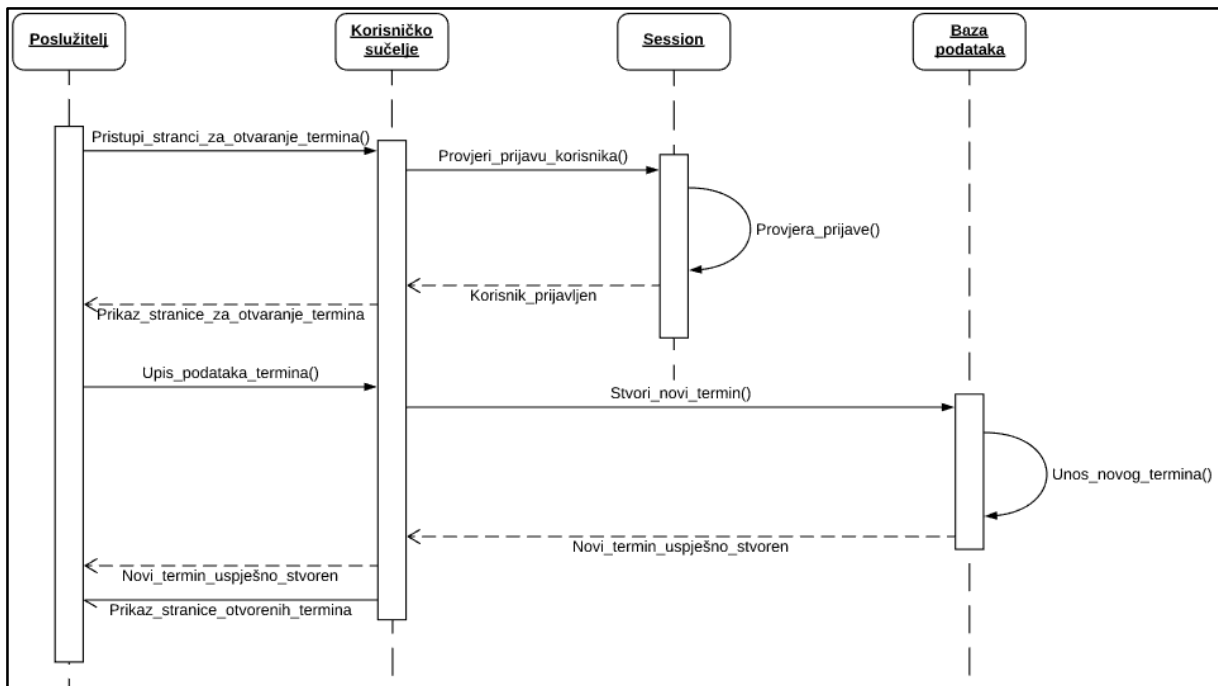 Poslužitelj
Korisničko
sučelje
Session
Baza
podataka
Pristupi_stranci_za_otvaranje_termina()
Provjeri_prijavu_korisnika()
Provjera_prijave()
Korisnik_prijavljen
Prikaz_stranice_za_otvaranje_termina
Upis_podataka_termina()
Stvori_novi_termin()
Unos_novog_termina()
Novi_termin_uspješno_stvoren
Novi_termin_uspješno_stvoren
Prikaz_stranice_otvorenih_termina